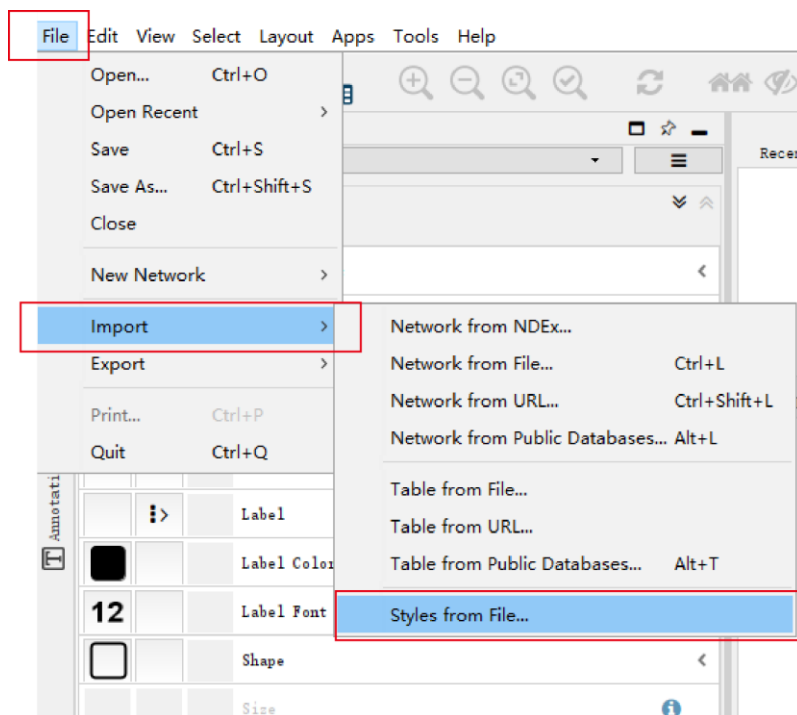 File Edit View Select Layout Apps Tools Help
Open... Ctrl+O
Open Recent
Save Ctrl+S
Save As... Ctrl+Shift+S
Close
New Network
Import
Export
Print... Ctrl+P
Quit Ctrl+Q
Network from NDEx...
Network from File... Ctrl+L
Network from URL... Ctrl+Shift+L
Network from Public Databases... Alt+L
Table from File...
Table from URL...
Table from Public Databases... Alt+T
Styles from File...
Recen
Annotati
Label
Label Color
12 Label Font
Shape
Size